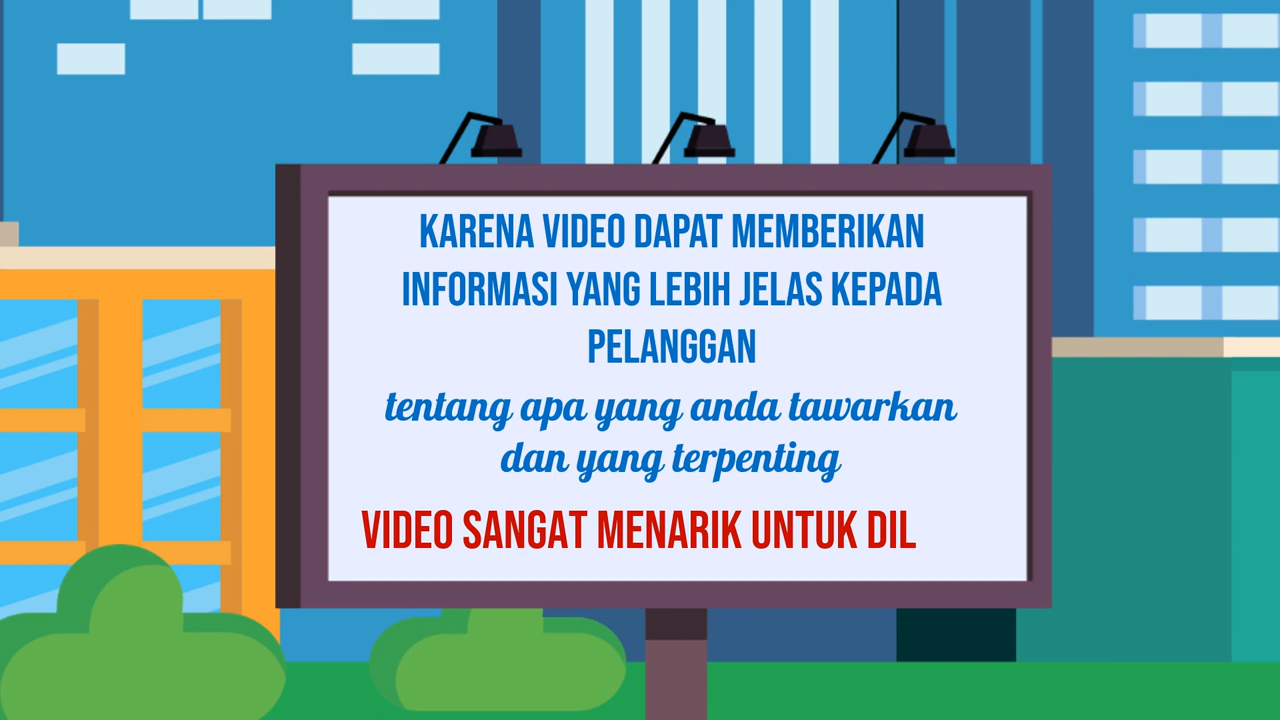 KARENA VIDEO DAPAT MEMBERIKAN
INFORMASI YANG LEBIH JELAS KEPADA
PELANGGAN
tentang apa yang anda tawarkan
dan yang terpenting
VIDEO SANGAT MENARIK UNTUK DIL